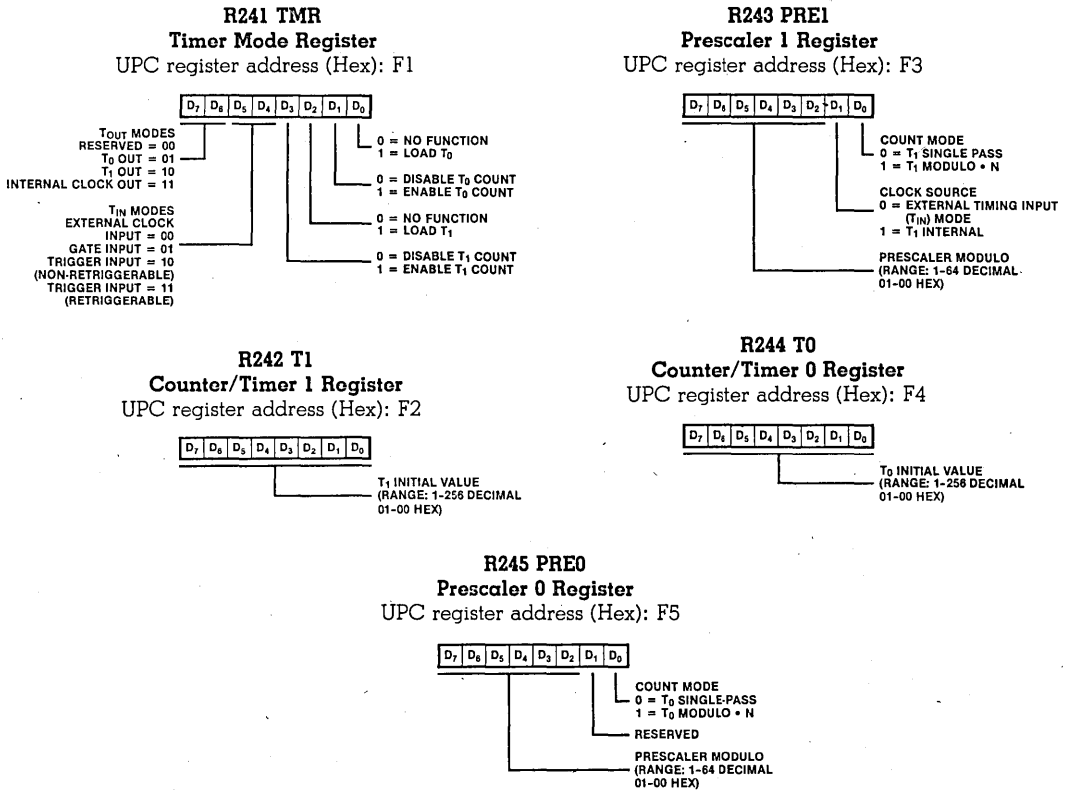 R241 TMR
Timer Mode Register
UPC register address (Hex): F1
D7 D6 D5 D4 D3 D2 D1 D0
TOUT MODES
RESERVED = 00
T0 OUT = 01
T1 OUT = 10
INTERNAL CLOCK OUT = 11
TIN MODES
EXTERNAL CLOCK
INPUT = 00
GATE INPUT = 01
TRIGGER INPUT = 10
(NON-RETRIGGERABLE)
TRIGGER INPUT = 11
(RETRIGGERABLE)
0 = NO FUNCTION
1 = LOAD T0
0 = DISABLE T0 COUNT
1 = ENABLE T0 COUNT
0 = NO FUNCTION
1 = LOAD T1
0 = DISABLE T1 COUNT
1 = ENABLE T1 COUNT
R243 PRE1
Prescaler 1 Register
UPC register address (Hex): F3
D7 D6 D5 D4 D3 D2 D1 D0
COUNT MODE
0 = T1 SINGLE PASS
1 = T1 MODULO • N
CLOCK SOURCE
0 = EXTERNAL TIMING INPUT
(TIN) MODE
1 = T1 INTERNAL
PRESCALER MODULO
(RANGE: 1-64 DECIMAL
01-00 HEX)
R242 T1
Counter/Timer 1 Register
UPC register address (Hex): F2
D7 D6 D5 D4 D3 D2 D1 D0
T1 INITIAL VALUE
(RANGE: 1-256 DECIMAL
01-00 HEX)
R244 T0
Counter/Timer 0 Register
UPC register address (Hex): F4
D7 D6 D5 D4 D3 D2 D1 D0
T0 INITIAL VALUE
(RANGE: 1-256 DECIMAL
01-00 HEX)
R245 PRE0
Prescaler 0 Register
UPC register address (Hex): F5
D7 D6 D5 D4 D3 D2 D1 D0
COUNT MODE
0 = T0 SINGLE-PASS
1 = T0 MODULO • N
RESERVED
PRESCALER MODULO
(RANGE: 1-64 DECIMAL
01-00 HEX)